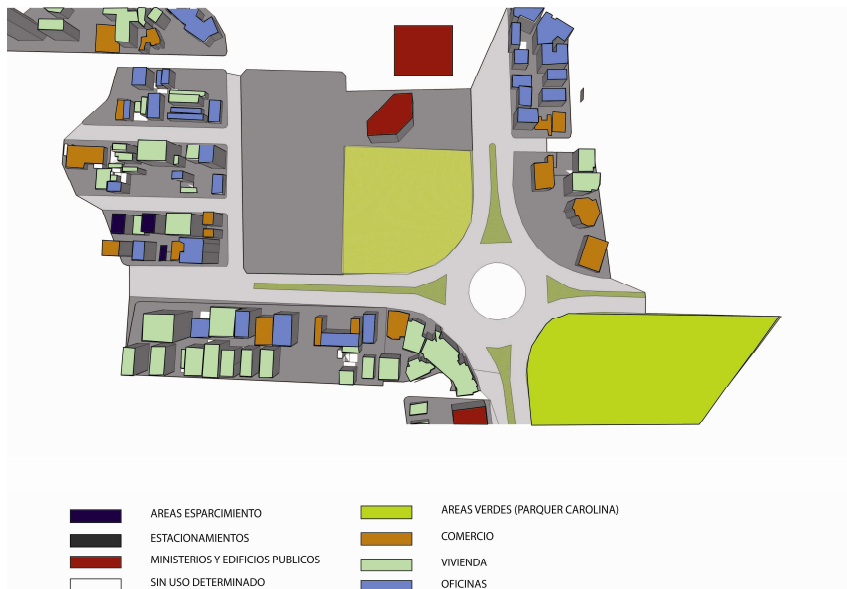 AREAS ESPARCIMIENTO
ESTACIONAMIENTOS
MINISTERIOS Y EDIFICIOS PUBLICOS
SIN USO DETERMINADO
AREAS VERDES (PARQUER CAROLINA)
COMERCIO
VIVIENDA
OFICINAS